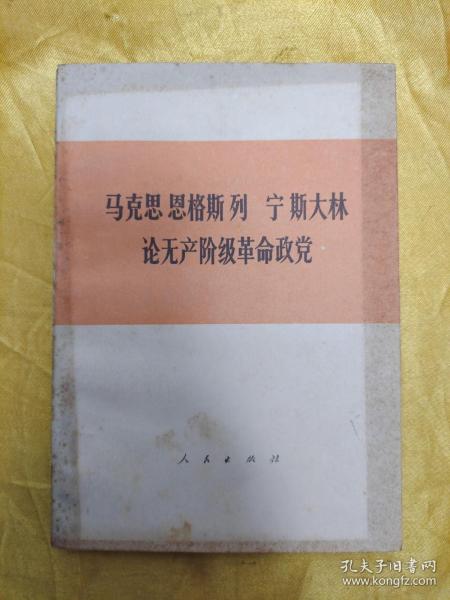 马克思 恩格斯 列 宁 斯大林
论无产阶级革命政党
人民出版社
孔夫子旧书网
www.kongfz.com